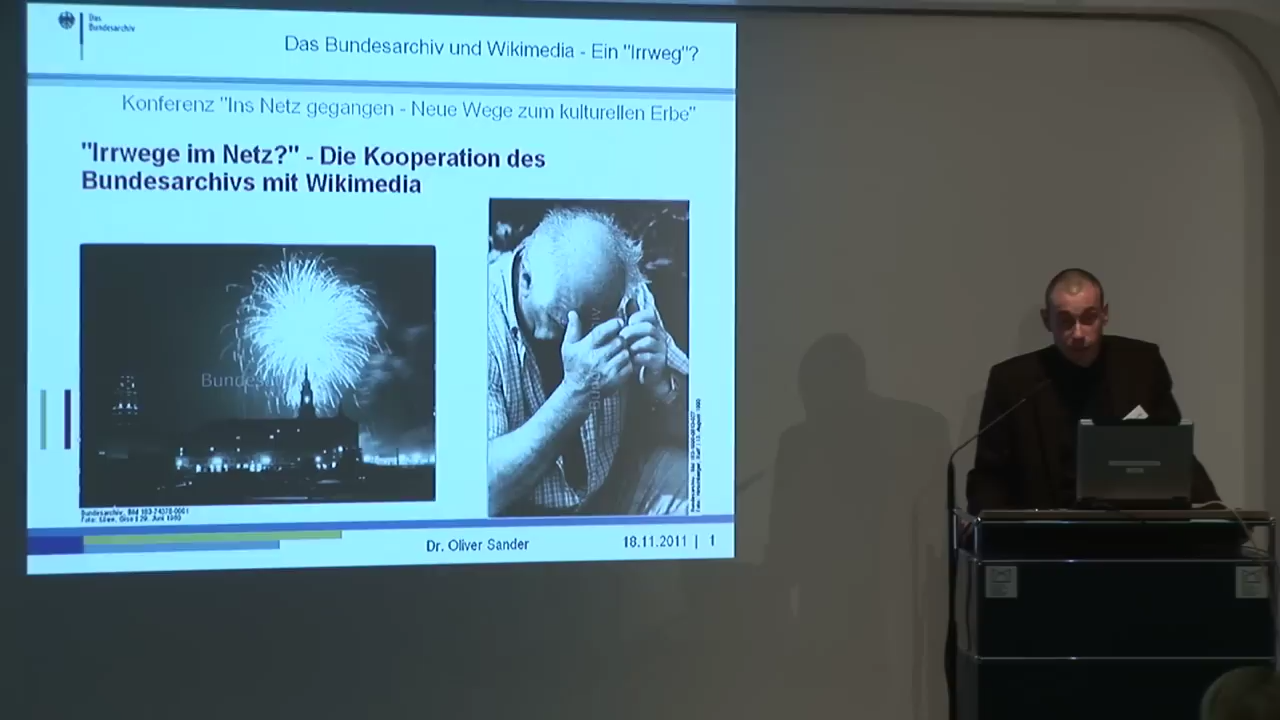 Das
Bundesarchiv
Das Bundesarchiv und Wikimedia - Ein "Irrweg"?
Konferenz "Ins Netz gegangen - Neue Wege zum kulturellen Erbe"
"Irrwege im Netz?" - Die Kooperation des
Bundesarchivs mit Wikimedia
Dr. Oliver Sander
18.11.2011 | 1